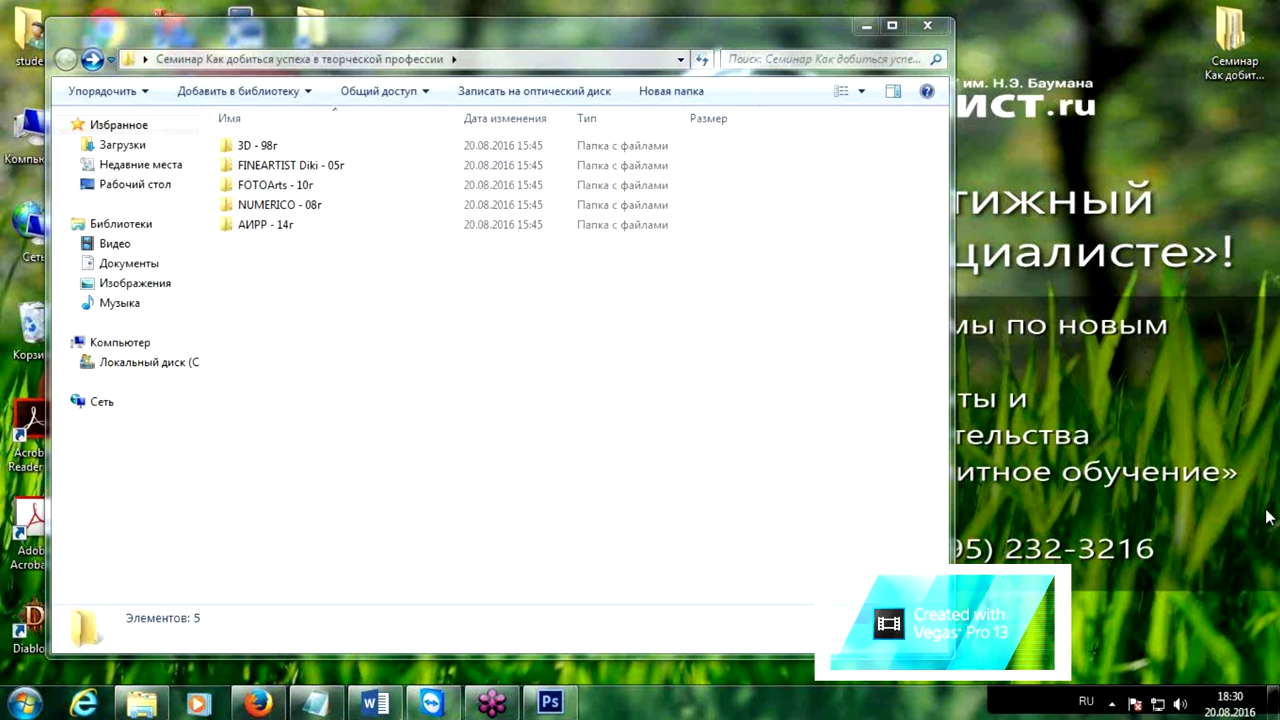 Семинар Как добиться успеха в творческой профессии
Поиск: Семинар Как добиться успе...
Упорядочить
Добавить в библиотеку
Общий доступ
Записать на оптический диск
Новая папка
Имя
Дата изменения
Тип
Размер
3D - 98г
20.08.2016 15:45
Папка с файлами
FINEARTIST Diki - 05г
20.08.2016 15:45
Папка с файлами
FOTOArts - 10г
20.08.2016 15:45
Папка с файлами
NUMERICO - 08г
20.08.2016 15:45
Папка с файлами
АИРР - 14г
20.08.2016 15:45
Папка с файлами
Избранное
Загрузки
Недавние места
Рабочий стол
Библиотеки
Видео
Документы
Изображения
Музыка
Компьютер
Локальный диск (C
Сеть
Элементов: 5
stude
Компьн
Сеть
Корзи
Acrob
Reader
Adob
Acroba
Diablo
Семинар
Как добит...
им. Н.Э. Баумана
ИСТ.ru
тижный
циалисте»!
мы по новым
ты и
тельства
итное обучение»
95) 232-3216
Created with
Vegas Pro 13
RU
18:30
20.08.2016